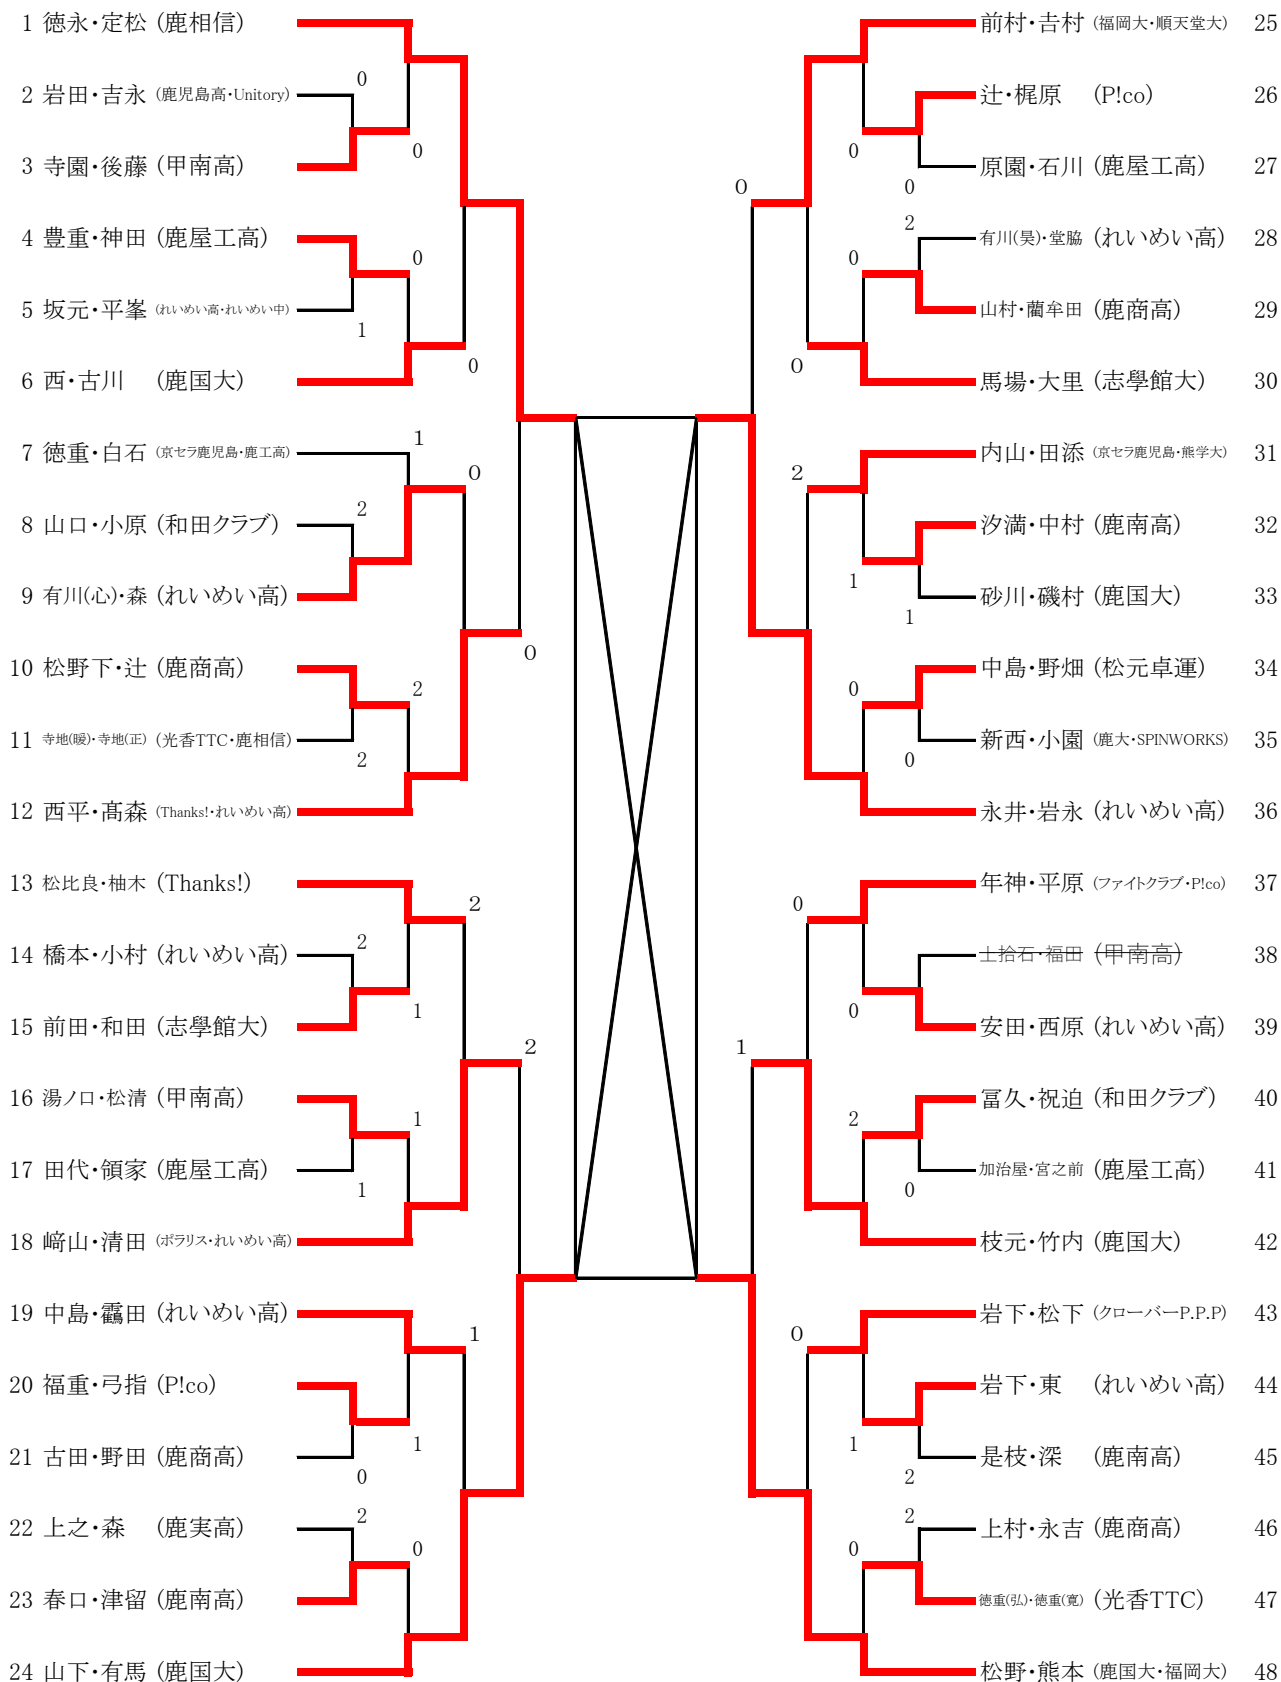 1 徳永・定松 (鹿相信)
2 岩田・吉永 (鹿児島高・Unitory)
3 寺園・後藤 (甲南高)
4 豊重・神田 (鹿屋工高)
5 坂元・平峯 (れいめい高・れいめい中)
6 西・古川 (鹿国大)
7 徳重・白石 (京セラ鹿児島・鹿工高)
8 山口・小原 (和田クラブ)
9 有川(心)・森 (れいめい高)
10 松野下・辻 (鹿商高)
11 寺地(暖)・寺地(正) (光香TTC・鹿相信)
12 西平・髙森 (Thanks!・れいめい高)
13 松比良・柚木 (Thanks!)
14 橋本・小村 (れいめい高)
15 前田・和田 (志學館大)
16 湯ノ口・松清 (甲南高)
17 田代・領家 (鹿屋工高)
18 﨑山・清田 (ポラリス・れいめい高)
19 中島・靍田 (れいめい高)
20 福重・弓指 (P!co)
21 古田・野田 (鹿商高)
22 上之・森 (鹿実高)
23 春口・津留 (鹿南高)
24 山下・有馬 (鹿国大)
0
0
0
1
0
1
2
0
2
2
0
2
1
1
1
2
2
0
1
2
0
1
0
0
前村・𠮷村 (福岡大・順天堂大) 25
辻・梶原 (P!co) 26
原園・石川 (鹿屋工高) 27
有川(昊)・堂脇 (れいめい高) 28
山村・藺牟田 (鹿商高) 29
馬場・大里 (志學館大) 30
内山・田添 (京セラ鹿児島・熊学大) 31
汐満・中村 (鹿南高) 32
砂川・磯村 (鹿国大) 33
中島・野畑 (松元卓運) 34
新西・小園 (鹿大・SPINWORKS) 35
永井・岩永 (れいめい高) 36
年神・平原 (ファイトクラブ・P!co) 37
土拾石・福田 (甲南高) 38
安田・西原 (れいめい高) 39
冨久・祝迫 (和田クラブ) 40
加治屋・宮之前 (鹿屋工高) 41
枝元・竹内 (鹿国大) 42
岩下・松下 (クローバーP.P.P) 43
岩下・東 (れいめい高) 44
是枝・深 (鹿南高) 45
上村・永吉 (鹿商高) 46
徳重(弘)・徳重(寛) (光香TTC) 47
松野・熊本 (鹿国大・福岡大) 48
0
0
2
0
0
0
2
1
1
0
0
0
0
1
2
0
0
1
2
2
0